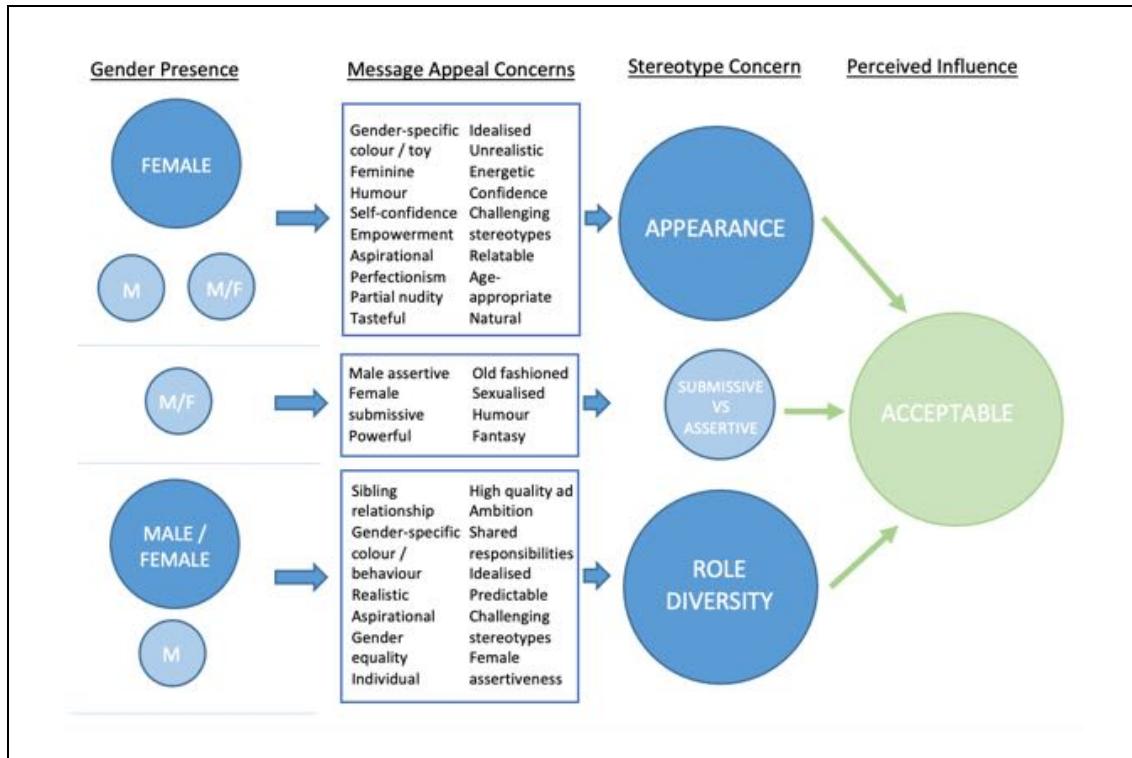 Gender Presence
Message Appeal Concerns
Stereotype Concern
Perceived Influence
FEMALE
M
M/F
Gender-specific
colour / toy
Feminine
Humour
Self-confidence
Empowerment
Aspirational
Perfectionism
Partial nudity
Tasteful
Idealised
Unrealistic
Energetic
Confidence
Challenging
stereotypes
Relatable
Age-
appropriate
Natural
APPEARANCE
M/F
Male assertive
Female
submissive
Powerful
Old fashioned
Sexualised
Humour
Fantasy
SUBMISSIVE
VS
ASSERTIVE
ACCEPTABLE
MALE /
FEMALE
M
Sibling
relationship
Gender-specific
colour /
behaviour
Realistic
Aspirational
Gender
equality
Individual
High quality ad
Ambition
Shared
responsibilities
Idealised
Predictable
Challenging
stereotypes
Female
assertiveness
ROLE
DIVERSITY